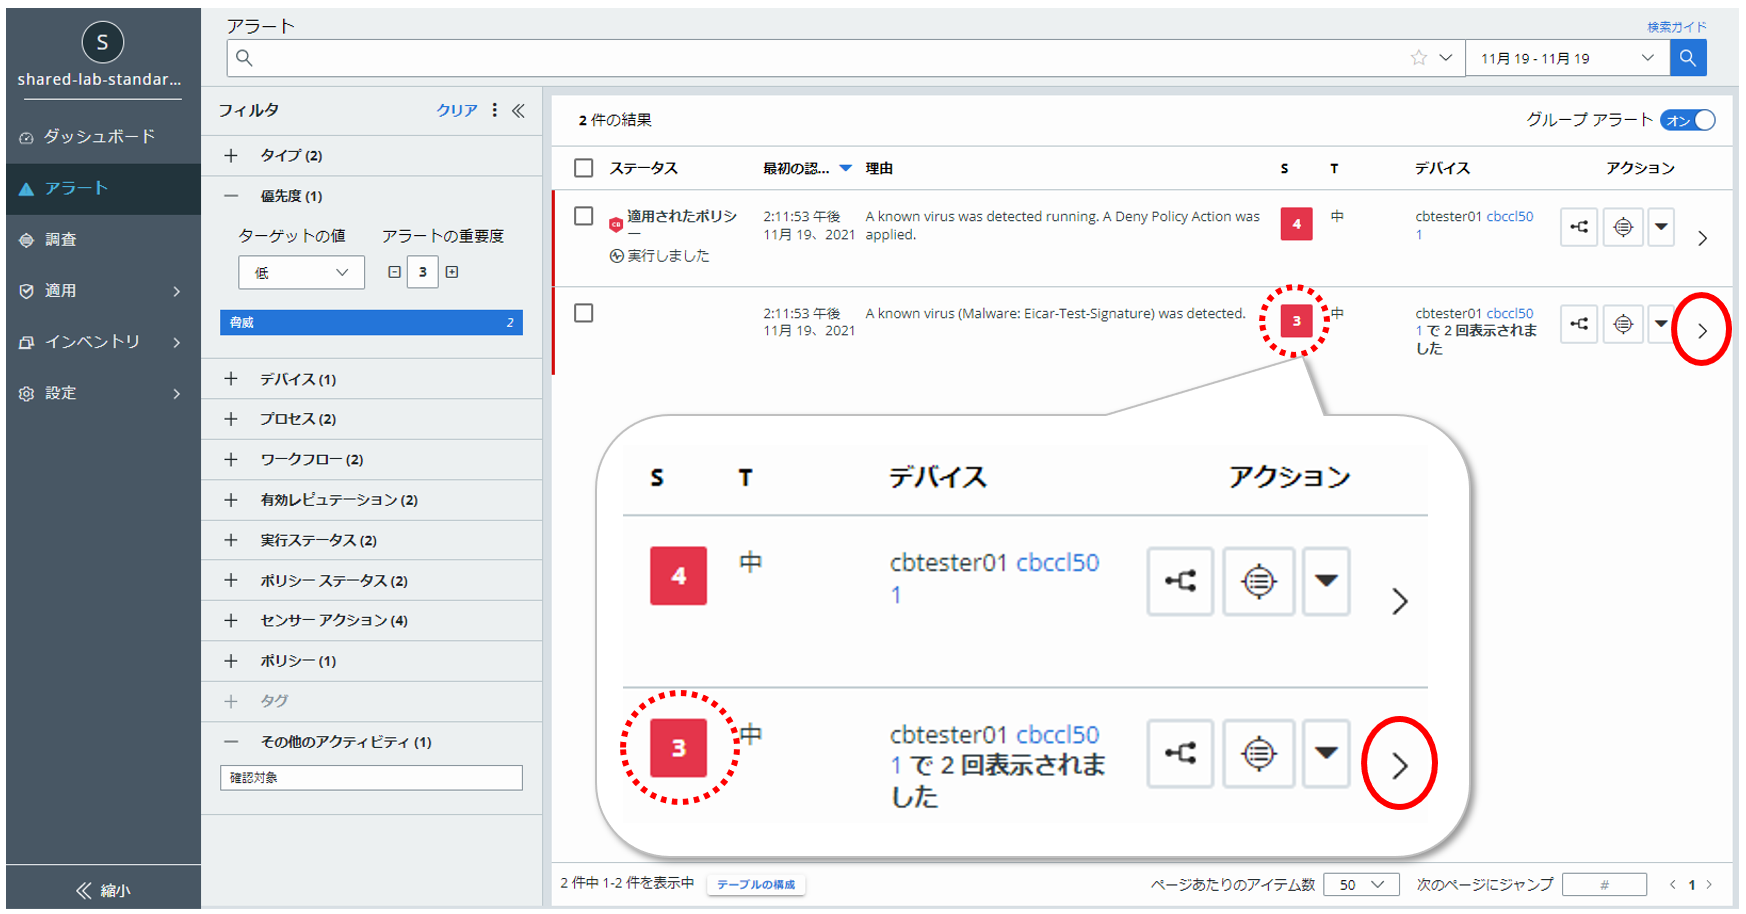 S
shared-lab-standar...
ダッシュボード
アラート
調査
適用
インベントリ
設定
縮小
アラート
検索ガイド
11月 19 - 11月 19
フィルタ
クリア
タイプ (2)
優先度 (1)
ターゲットの値
アラートの重要度
低
3
脅威
2
デバイス (1)
プロセス (2)
ワークフロー (2)
有効レピュテーション (2)
実行ステータス (2)
ポリシー ステータス (2)
センサー アクション (4)
ポリシー (1)
タグ
その他のアクティビティ (1)
確認対象
2 件の結果
グループ アラート
オン
ステータス
最初の認...
理由
S
T
デバイス
アクション
CB
適用されたポリシ
ー
実行しました
2:11:53 午後
11月 19、2021
A known virus was detected running. A Deny Policy Action was
applied.
4
中
cbtester01 cbccl50
1
2:11:53 午後
11月 19、2021
A known virus (Malware: Eicar-Test-Signature) was detected.
3
中
cbtester01 cbccl50
1 で 2 回表示されま
した
S
T
デバイス
アクション
4
中
cbtester01 cbccl50
1
3
中
cbtester01 cbccl50
1 で 2 回表示されま
した
2 件中 1-2 件を表示中
テーブルの構成
ページあたりのアイテム数
50
次のページにジャンプ
#
1